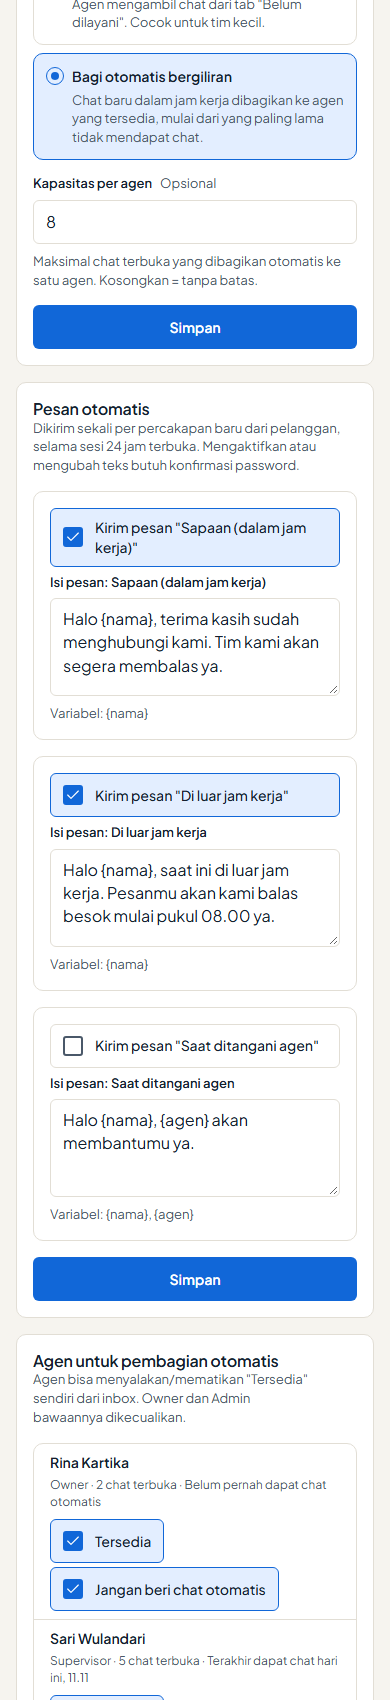 Agen mengambil chat dari tab "Belum
dilayani". Cocok untuk tim kecil.
Bagi otomatis bergiliran
Chat baru dalam jam kerja dibagikan ke agen
yang tersedia, mulai dari yang paling lama
tidak mendapat chat.
Kapasitas per agen Opsional
8
Maksimal chat terbuka yang dibagikan otomatis ke
satu agen. Kosongkan = tanpa batas.
Simpan
Pesan otomatis
Dikirim sekali per percakapan baru dari pelanggan,
selama sesi 24 jam terbuka. Mengaktifkan atau
mengubah teks butuh konfirmasi password.
Kirim pesan "Sapaan (dalam jam
kerja)"
Isi pesan: Sapaan (dalam jam kerja)
Halo {nama}, terima kasih sudah
menghubungi kami. Tim kami akan
segera membalas ya.
Variabel: {nama}
Kirim pesan "Di luar jam kerja"
Isi pesan: Di luar jam kerja
Halo {nama}, saat ini di luar jam
kerja. Pesanmu akan kami balas
besok mulai pukul 08.00 ya.
Variabel: {nama}
Kirim pesan "Saat ditangani agen"
Isi pesan: Saat ditangani agen
Halo {nama}, {agen} akan
membantumu ya.
Variabel: {nama}, {agen}
Simpan
Agen untuk pembagian otomatis
Agen bisa menyalakan/mematikan "Tersedia"
sendiri dari inbox. Owner dan Admin
bawaannya dikecualikan.
Rina Kartika
Owner · 2 chat terbuka · Belum pernah dapat chat
otomatis
Tersedia
Jangan beri chat otomatis
Sari Wulandari
Supervisor · 5 chat terbuka · Terakhir dapat chat hari
ini, 11.11